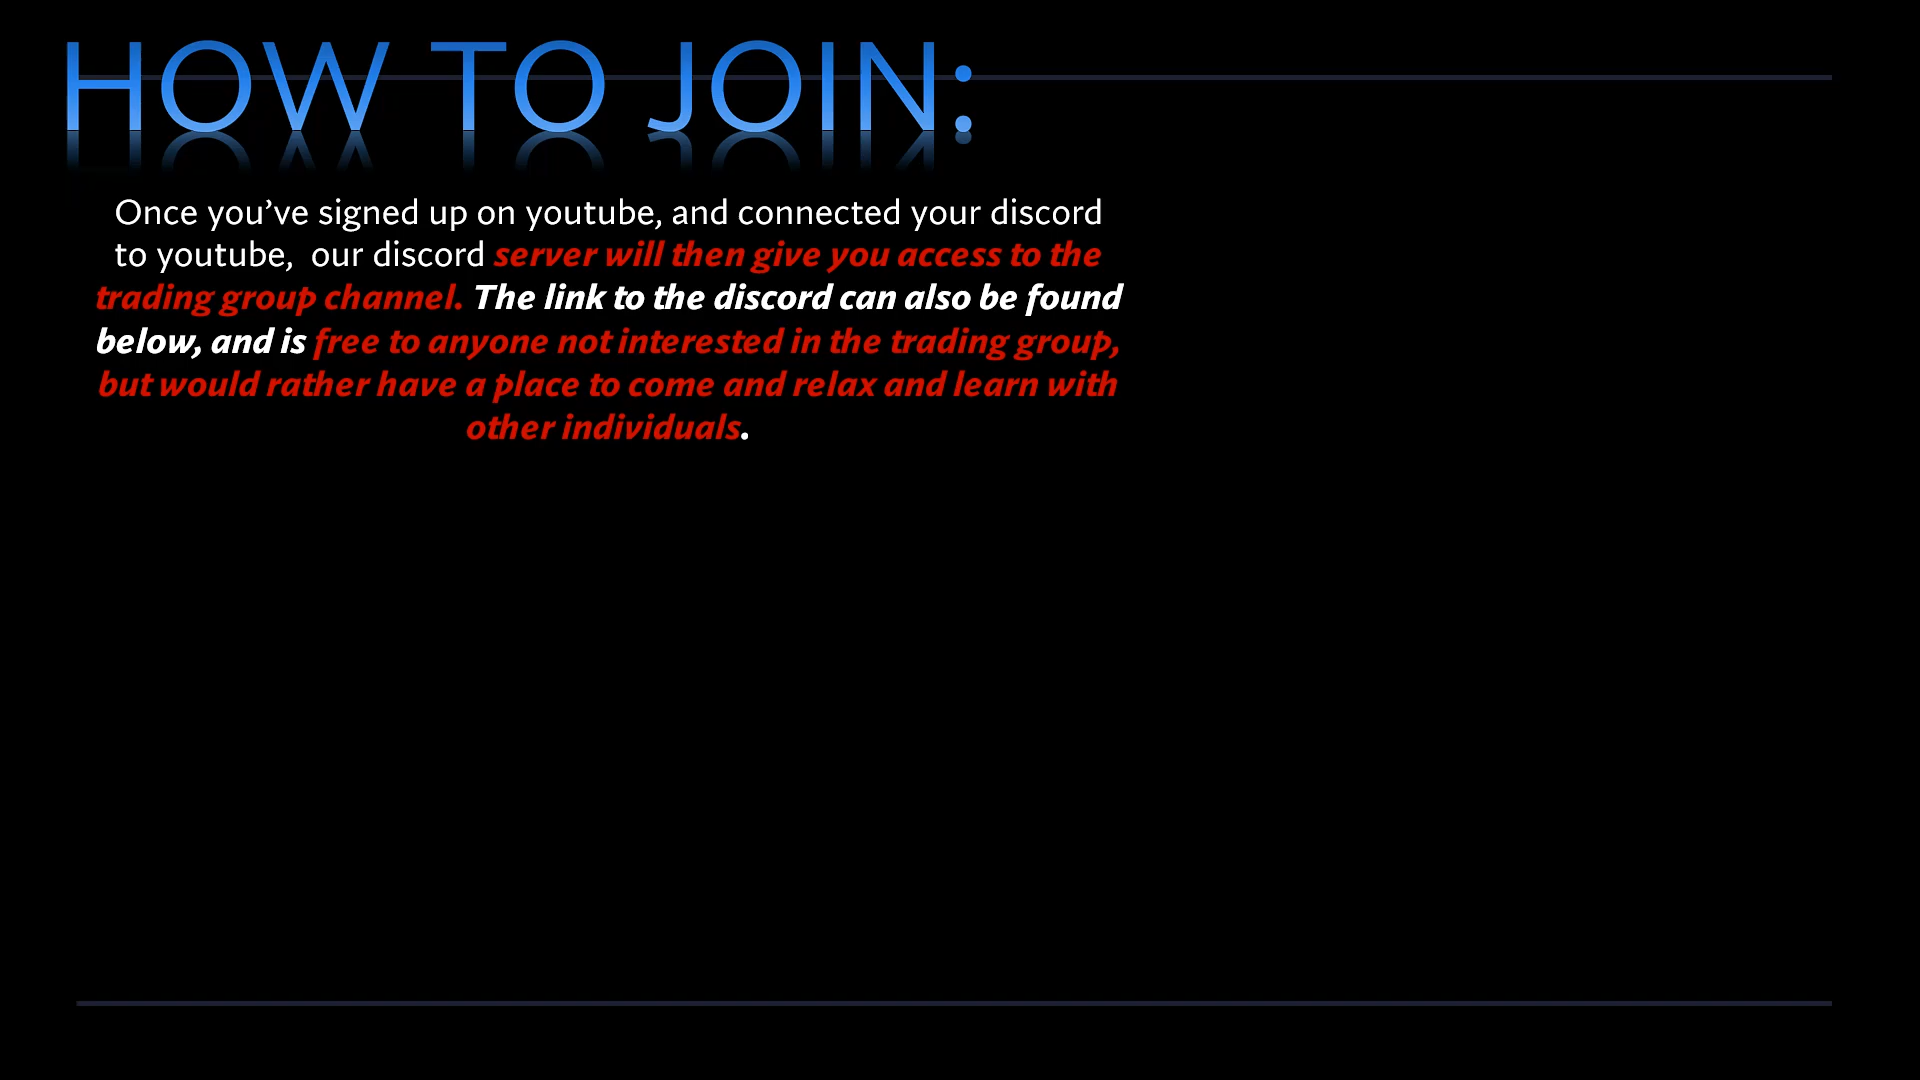 HOW TO JOIN:
Once you’ve signed up on youtube, and connected your discord
to youtube,  our discord server will then give you access to the
trading group channel. The link to the discord can also be found
below, and is free to anyone not interested in the trading group,
but would rather have a place to come and relax and learn with
other individuals.